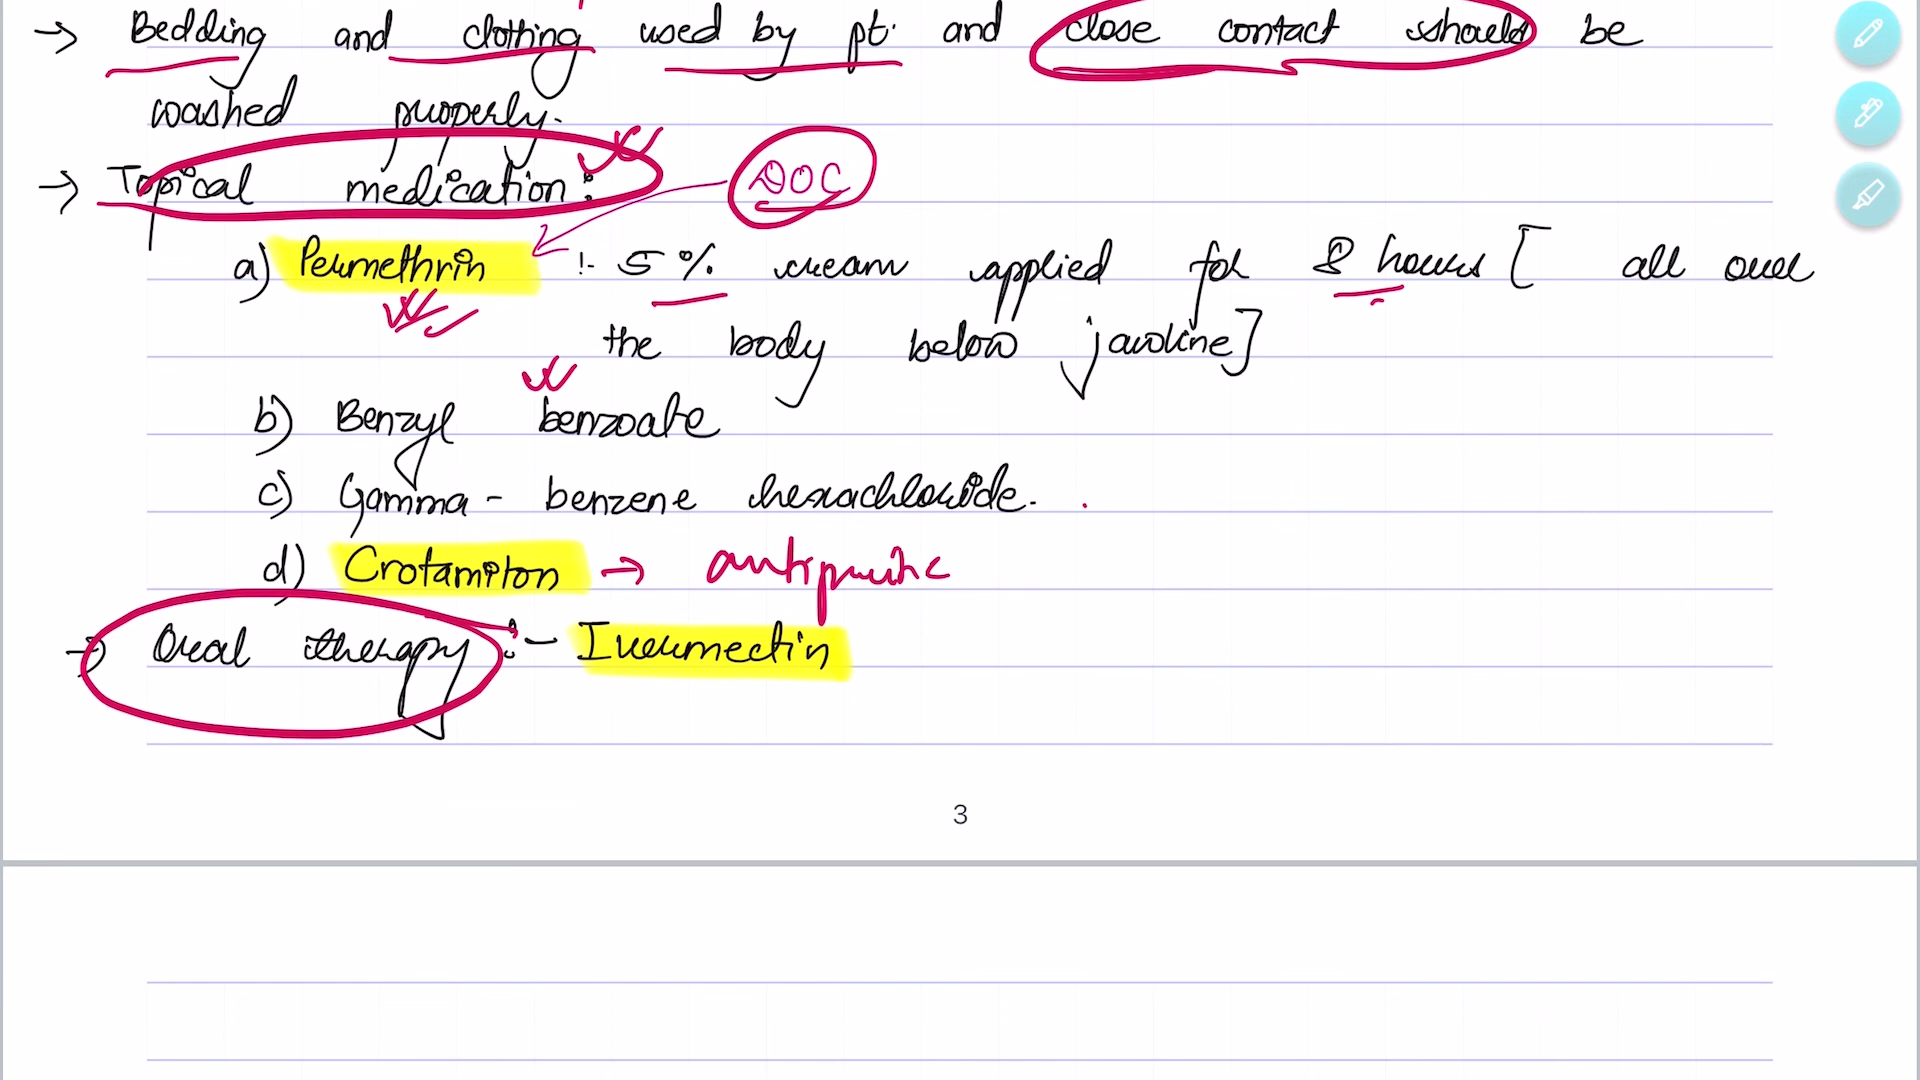 → Bedding and clothing used by pt. and close contact should be
washed properly.
→ Topical medication: DOC
a) Permethrin :- 5% cream applied for 8 hours [ all over
the body below jawline]
b) Benzyl benzoate
c) Gamma - benzene hexachloride.
d) Crotamiton → antipruritic
→ Oral therapy :- Ivermectin
3